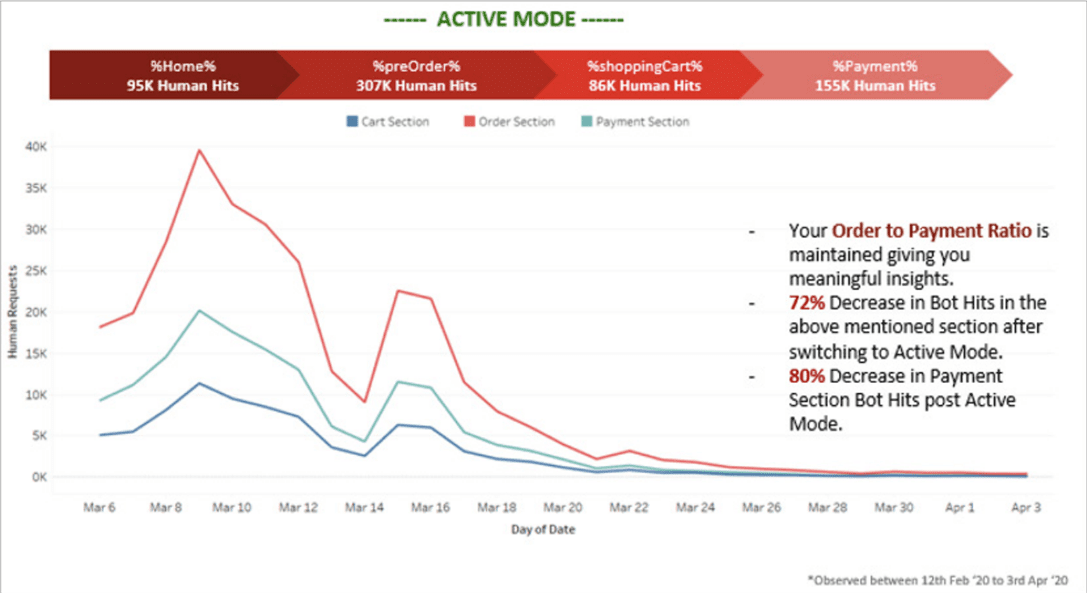 ------ ACTIVE MODE ------
%Home%
95K Human Hits
%preOrder%
307K Human Hits
%shoppingCart%
86K Human Hits
%Payment%
155K Human Hits
Cart Section
Order Section
Payment Section
40K
35K
30K
25K
20K
15K
10K
5K
0K
Human Requests
- Your Order to Payment Ratio is
maintained giving you
meaningful insights.
- 72% Decrease in Bot Hits in the
above mentioned section after
switching to Active Mode.
- 80% Decrease in Payment
Section Bot Hits post Active
Mode.
Mar 6
Mar 8
Mar 10
Mar 12
Mar 14
Mar 16
Mar 18
Mar 20
Mar 22
Mar 24
Mar 26
Mar 28
Mar 30
Apr 1
Apr 3
Day of Date
*Observed between 12th Feb '20 to 3rd Apr '20